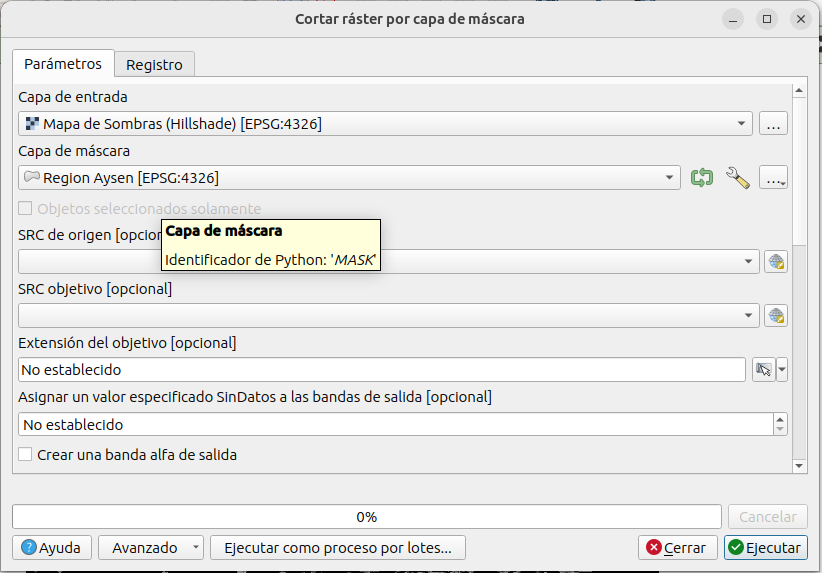 Cortar ráster por capa de máscara
Parámetros
Registro
Capa de entrada
Mapa de Sombras (Hillshade) [EPSG:4326]
...
Capa de máscara
Region Aysen [EPSG:4326]
...
Objetos seleccionados solamente
Capa de máscara
Identificador de Python: 'MASK'
SRC de origen [opcion
SRC objetivo [opcional]
Extensión del objetivo [opcional]
No establecido
Asignar un valor especificado SinDatos a las bandas de salida [opcional]
No establecido
Crear una banda alfa de salida
0%
Cancelar
Ayuda
Avanzado
Ejecutar como proceso por lotes...
Cerrar
Ejecutar